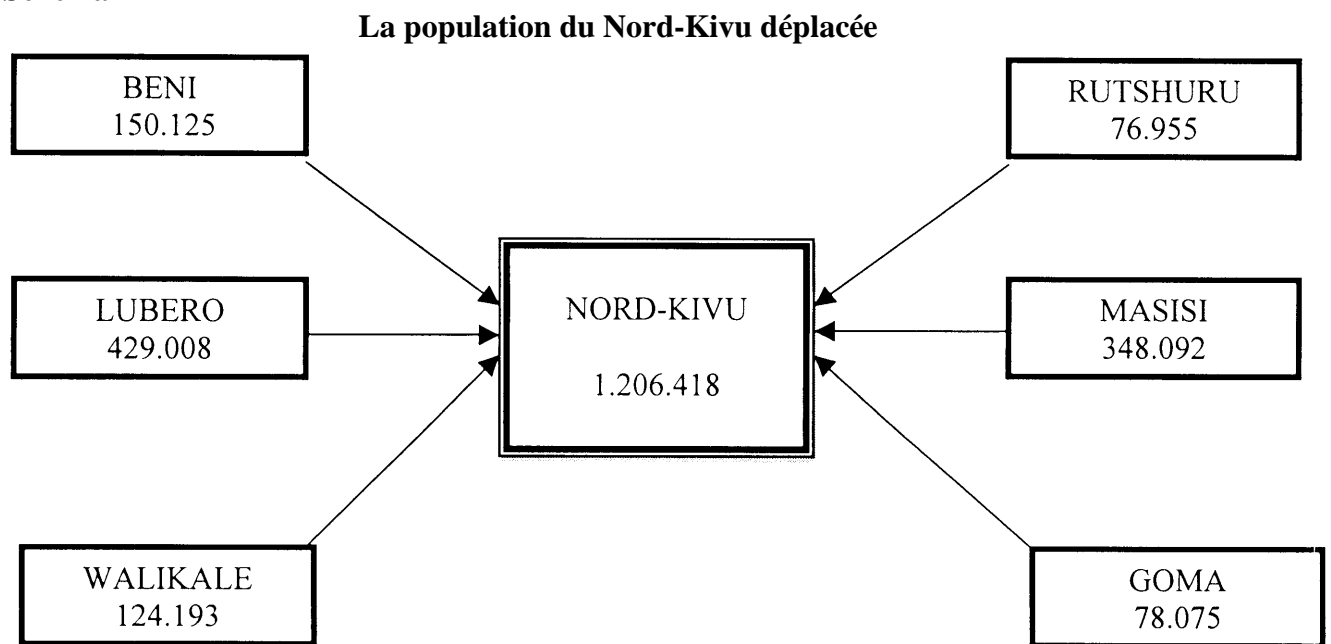 La population du Nord-Kivu déplacée
BENI
150.125
RUTSHURU
76.955
LUBERO
429.008
NORD-KIVU
1.206.418
MASISI
348.092
WALIKALE
124.193
GOMA
78.075